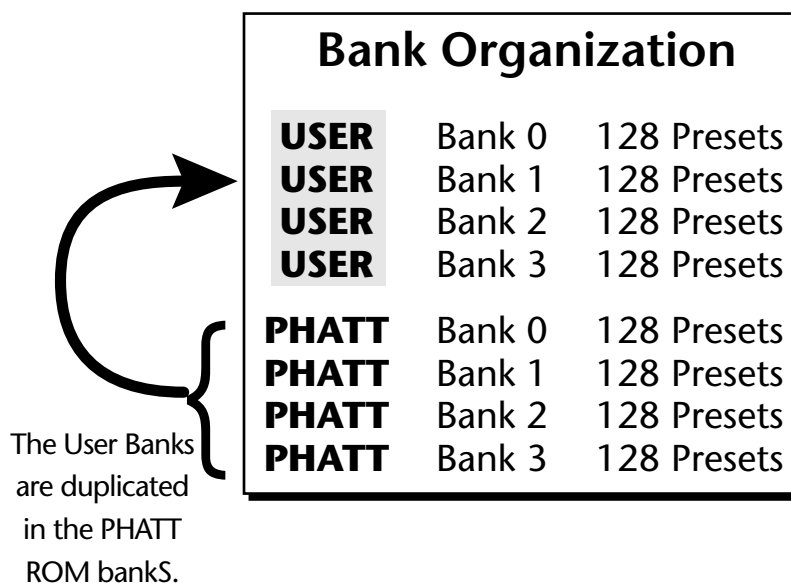 Bank Organization
USER Bank 0 128 Presets
USER Bank 1 128 Presets
USER Bank 2 128 Presets
USER Bank 3 128 Presets
PHATT Bank 0 128 Presets
PHATT Bank 1 128 Presets
PHATT Bank 2 128 Presets
PHATT Bank 3 128 Presets
The User Banks
are duplicated
in the PHATT
ROM bankS.